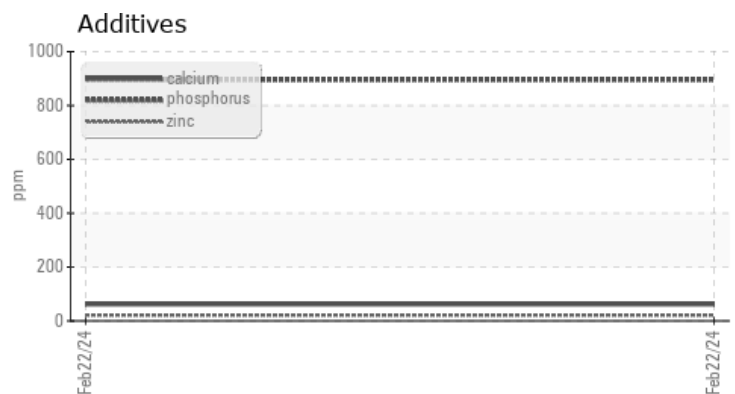 Additives
1000
800
600
400
200
0
ppm
calcium
phosphorus
zinc
Feb22/24
Feb22/24